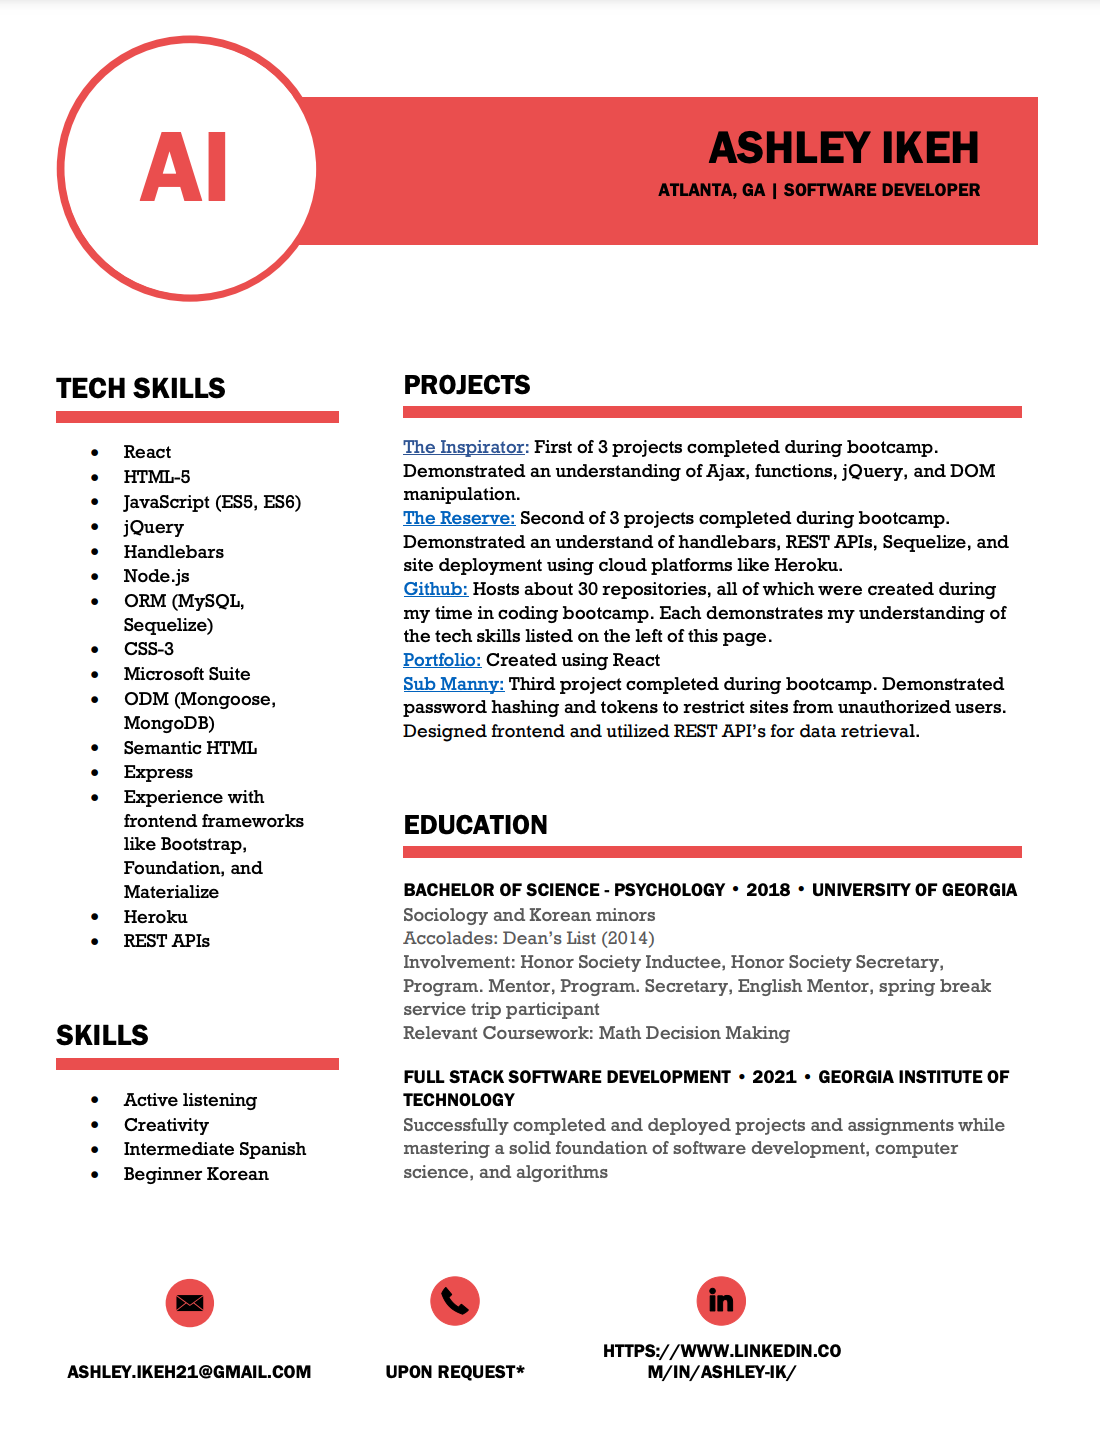 AI
ASHLEY IKEH
ATLANTA, GA | SOFTWARE DEVELOPER
TECH SKILLS
• React
• HTML-5
• JavaScript (ES5, ES6)
• jQuery
• Handlebars
• Node.js
• ORM (MySQL,
Sequelize)
• CSS-3
• Microsoft Suite
• ODM (Mongoose,
MongoDB)
• Semantic HTML
• Express
• Experience with
frontend frameworks
like Bootstrap,
Foundation, and
Materialize
• Heroku
• REST APIs
SKILLS
• Active listening
• Creativity
• Intermediate Spanish
• Beginner Korean
PROJECTS
The Inspirator: First of 3 projects completed during bootcamp.
Demonstrated an understanding of Ajax, functions, jQuery, and DOM
manipulation.
The Reserve: Second of 3 projects completed during bootcamp.
Demonstrated an understand of handlebars, REST APIs, Sequelize, and
site deployment using cloud platforms like Heroku.
Github: Hosts about 30 repositories, all of which were created during
my time in coding bootcamp. Each demonstrates my understanding of
the tech skills listed on the left of this page.
Portfolio: Created using React
Sub Manny: Third project completed during bootcamp. Demonstrated
password hashing and tokens to restrict sites from unauthorized users.
Designed frontend and utilized REST API’s for data retrieval.
EDUCATION
BACHELOR OF SCIENCE - PSYCHOLOGY • 2018 • UNIVERSITY OF GEORGIA
Sociology and Korean minors
Accolades: Dean’s List (2014)
Involvement: Honor Society Inductee, Honor Society Secretary,
Program. Mentor, Program. Secretary, English Mentor, spring break
service trip participant
Relevant Coursework: Math Decision Making
FULL STACK SOFTWARE DEVELOPMENT • 2021 • GEORGIA INSTITUTE OF
TECHNOLOGY
Successfully completed and deployed projects and assignments while
mastering a solid foundation of software development, computer
science, and algorithms
ASHLEY.IKEH21@GMAIL.COM
UPON REQUEST*
in
HTTPS://WWW.LINKEDIN.CO
M/IN/ASHLEY-IK/